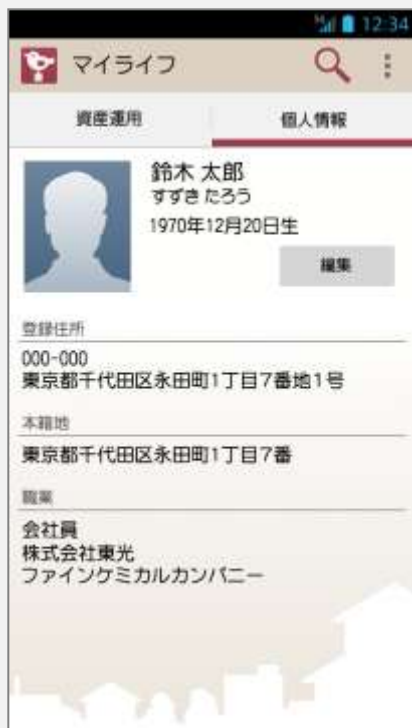 H 12:34
マイライフ
資産運用 個人情報
鈴木 太郎
すずき たろう
1970年12月20日生
編集
登録住所
000-000
東京都千代田区永田町1丁目7番地1号
本籍地
東京都千代田区永田町1丁目7番
職業
会社員
株式会社東光
ファインケミカルカンパニー